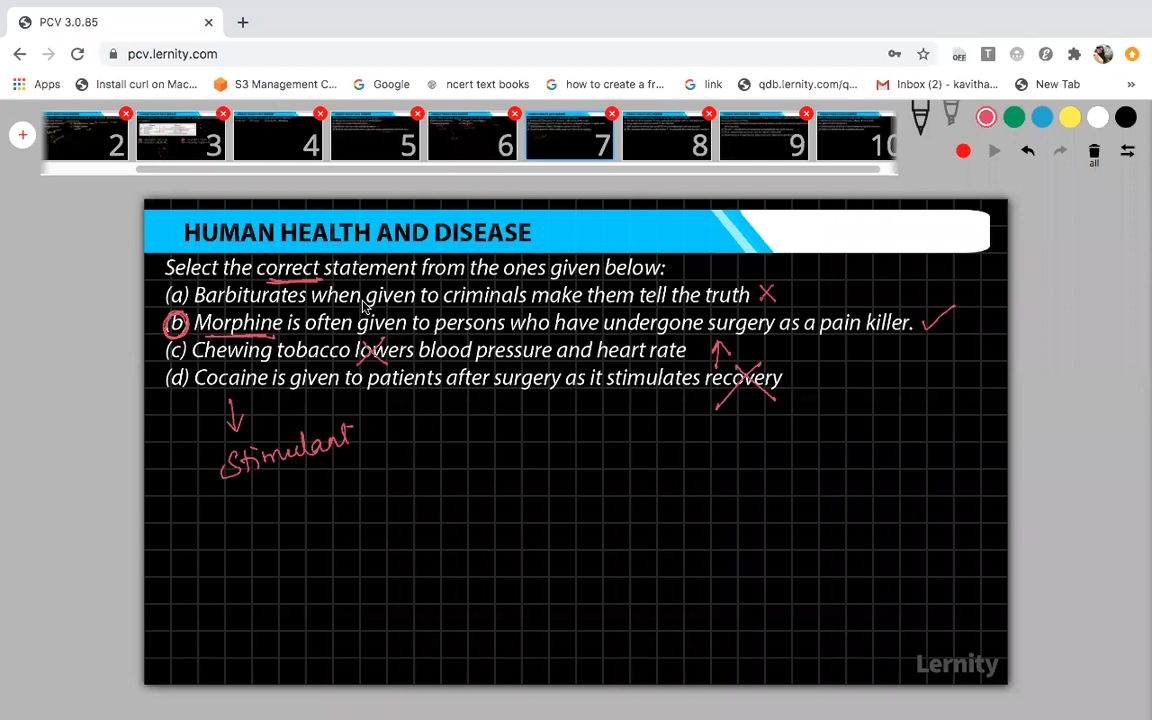 PCV 3.0.85
pcv.lernity.com
Apps Install curl on Mac... S3 Management C... Google ncert text books how to create a fr... link qdb.lernity.com/q... Inbox (2) - kavitha... New Tab »
2 3 4 5 6 7 8 9 10
all
HUMAN HEALTH AND DISEASE
Select the correct statement from the ones given below:
(a) Barbiturates when given to criminals make them tell the truth X
(b) Morphine is often given to persons who have undergone surgery as a pain killer.
(c) Chewing tobacco lowers blood pressure and heart rate
(d) Cocaine is given to patients after surgery as it stimulates recovery
Stimulant
Lernity